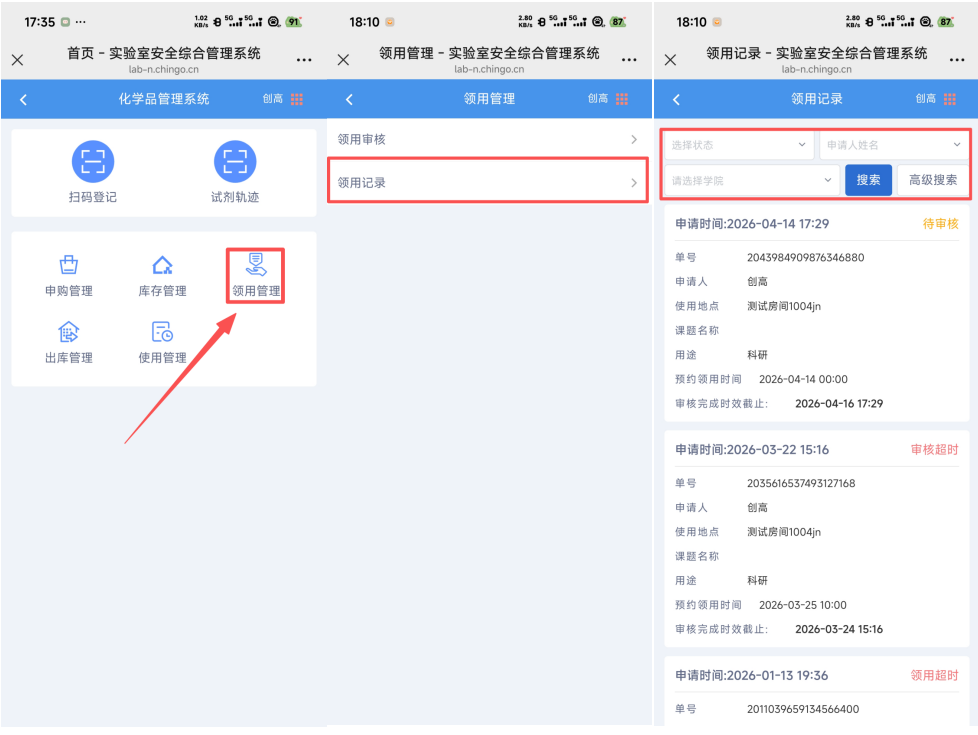 17:35 ··· 1.02 KB/s 5G 5G 91
首页 - 实验室安全综合管理系统
lab-n.chingo.cn
化学品管理系统 创高
扫码登记 试剂轨迹
申购管理 库存管理 领用管理
出库管理 使用管理
18:10 2.80 KB/s 5G 5G 87
领用管理 - 实验室安全综合管理系统
lab-n.chingo.cn
领用管理 创高
领用审核
领用记录
18:10 2.80 KB/s 5G 5G 87
领用记录 - 实验室安全综合管理系统
lab-n.chingo.cn
领用记录 创高
选择状态 申请人姓名
请选择学院 搜索 高级搜索
申请时间:2026-04-14 17:29 待审核
单号 2043984909876346880
申请人 创高
使用地点 测试房间1004jn
课题名称
用途 科研
预约领用时间 2026-04-14 00:00
审核完成时效截止: 2026-04-16 17:29
申请时间:2026-03-22 15:16 审核超时
单号 2035616537493127168
申请人 创高
使用地点 测试房间1004jn
课题名称
用途 科研
预约领用时间 2026-03-25 10:00
审核完成时效截止: 2026-03-24 15:16
申请时间:2026-01-13 19:36 领用超时
单号 2011039659134566400